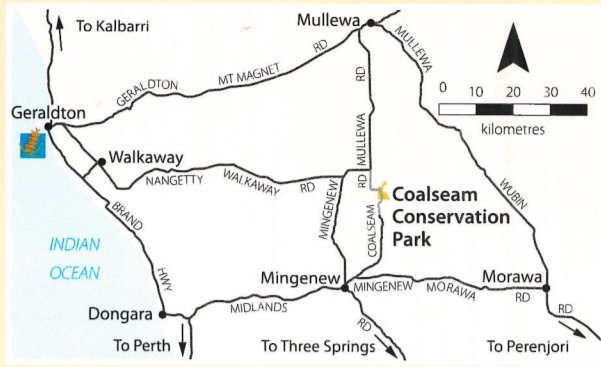 To Kalbarri
Mullewa
MULLEWA
RD
GERALDTON
MT MAGNET
RD
0 10 20 30 40
kilometres
Geraldton
Walkaway
NANGETTY
WALKAWAY
RD
MULLEWA
RD
MINGENEW
COALSEAM
Coalseam
Conservation
Park
WUBIN
BRAND
HWY
INDIAN
OCEAN
Mingenew
MINGENEW
MORAWA
RD
Morawa
Dongara
MIDLANDS
RD
RD
RD
To Perth
To Three Springs
To Perenjori